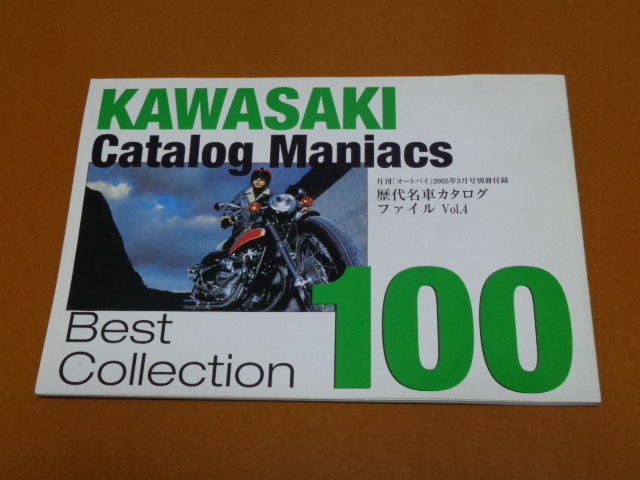 KAWASAKI
Catalog Maniacs
月刊「オートバイ」2005年3月号別冊付録
歴代名車カタログ
ファイル Vol.4
Best
Collection
100